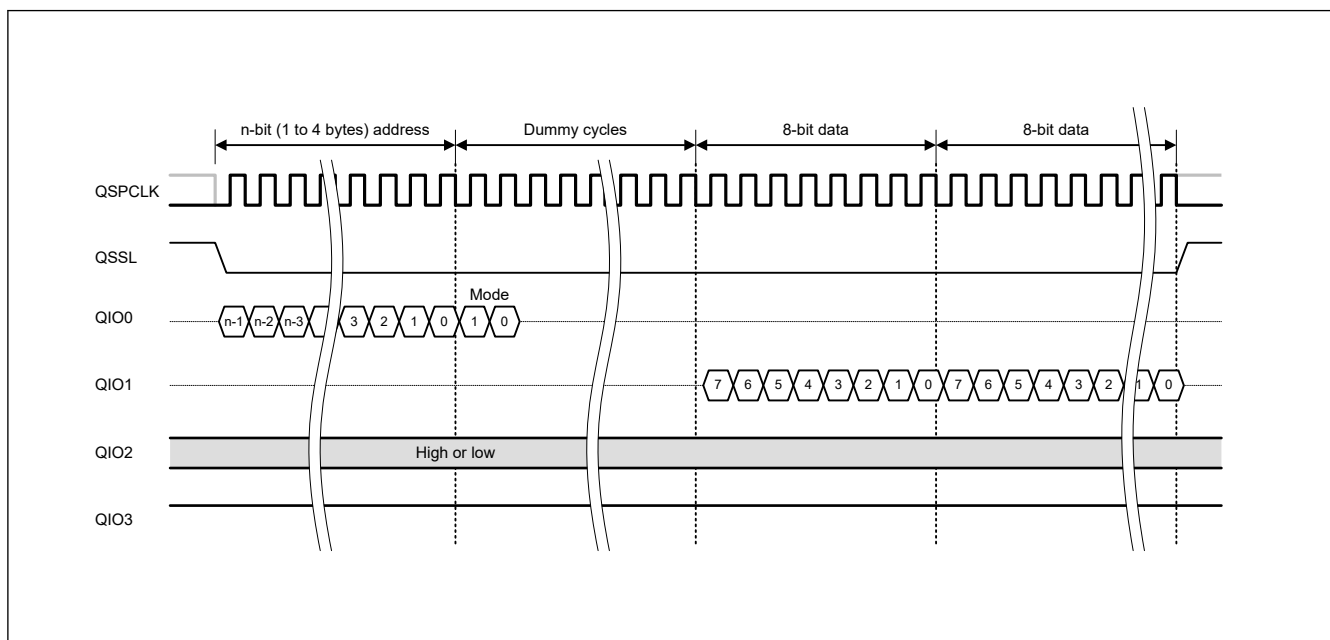 n-bit (1 to 4 bytes) address Dummy cycles 8-bit data 8-bit data
QSPCLK
QSSL
Mode
QIO0 n-1 n-2 n-3 3 2 1 0 1 0
QIO1 7 6 5 4 3 2 1 0 7 6 5 4 3 2 1 0
QIO2 High or low
QIO3